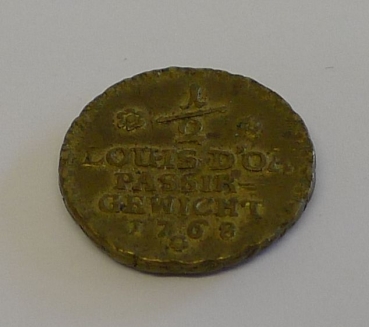 1/2
LOUIS·D'OR
PASSIR-
GEWICHT
1768